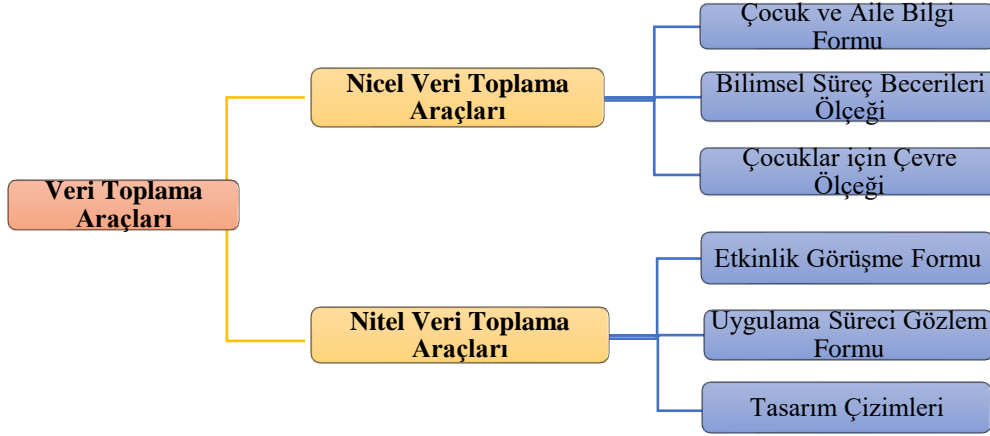 Veri Toplama
Araçları
Nicel Veri Toplama
Araçları
Çocuk ve Aile Bilgi
Formu
Bilimsel Süreç Becerileri
Ölçeği
Çocuklar için Çevre
Ölçeği
Nitel Veri Toplama
Araçları
Etkinlik Görüşme Formu
Uygulama Süreci Gözlem
Formu
Tasarım Çizimleri